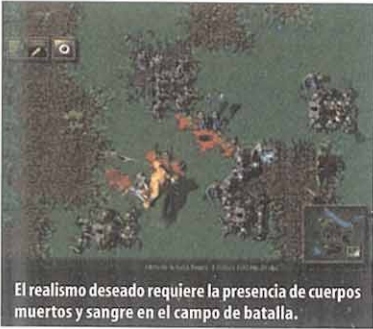 El realismo deseado requiere la presencia de cuerpos
muertos y sangre en el campo de batalla.